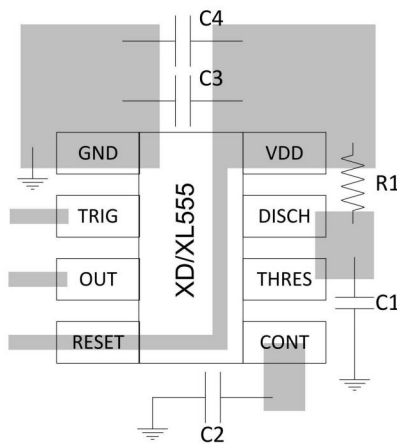 C4
C3
GND
VDD
R1
TRIG
DISCH
XD/XL555
OUT
THRES
C1
RESET
CONT
C2